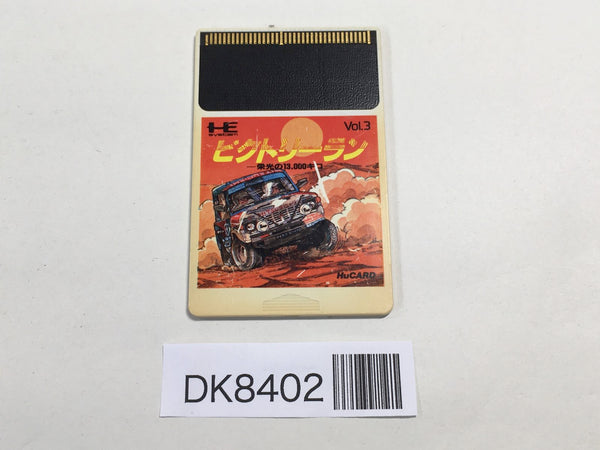 HE
system
Vol.3
ビクトリーラン
栄光の13,000キロ
HuCARD
DK8402